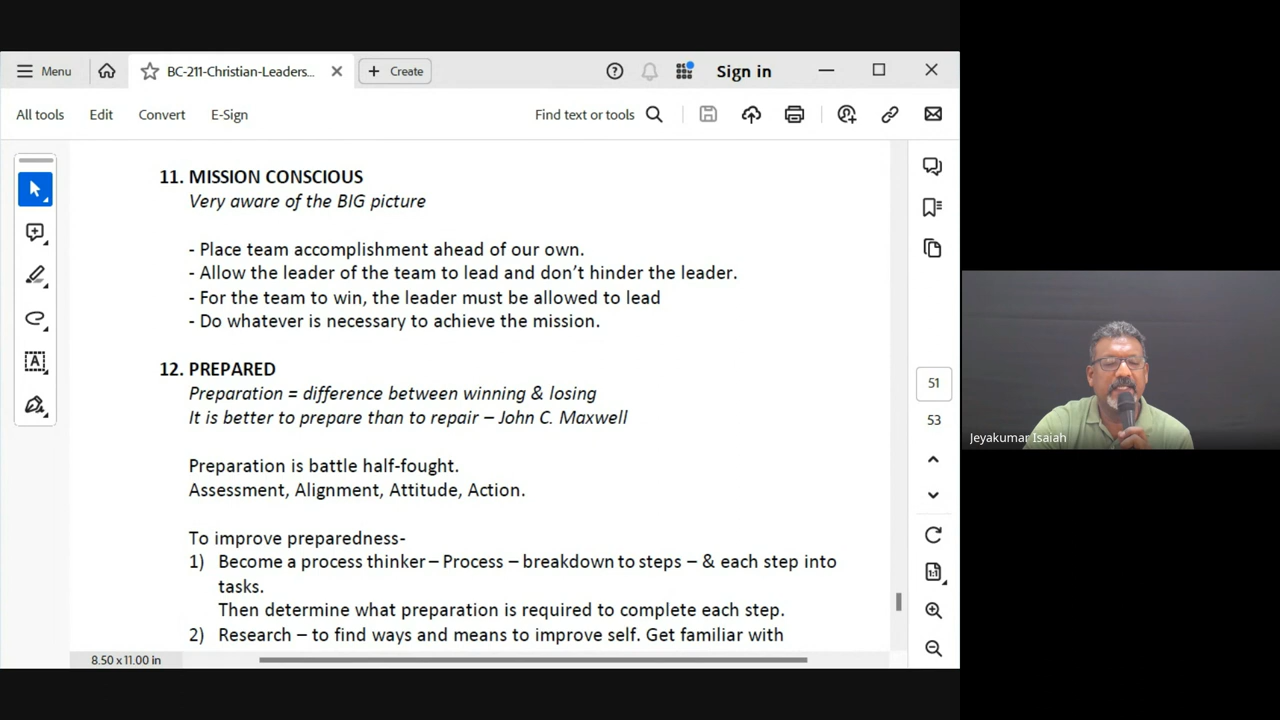 Menu
BC-211-Christian-Leaders...
Create
Sign in
All tools
Edit
Convert
E-Sign
Find text or tools
11. MISSION CONSCIOUS
Very aware of the BIG picture
- Place team accomplishment ahead of our own.
- Allow the leader of the team to lead and don't hinder the leader.
- For the team to win, the leader must be allowed to lead
- Do whatever is necessary to achieve the mission.
12. PREPARED
Preparation = difference between winning & losing
It is better to prepare than to repair – John C. Maxwell
Preparation is battle half-fought.
Assessment, Alignment, Attitude, Action.
To improve preparedness-
1) Become a process thinker – Process – breakdown to steps – & each step into
tasks.
Then determine what preparation is required to complete each step.
2) Research – to find ways and means to improve self. Get familiar with
8.50 x 11.00 in
51
53
1:1
Jeyakumar Isaiah